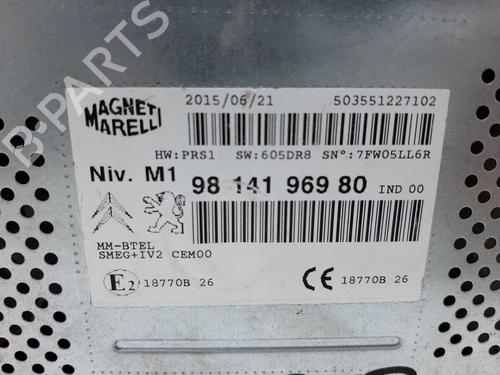 B-PARTS
MAGNETI MARELLI
2015/06/21 503551227102
HW:PRS1 SW:605DR8 SN°:7FW05LL6R
Niv. M1 98 141 969 80 IND 00
MM-BTEL
SMEG+IV2 CEM00
E2 18770B 26 CE 18770B 26